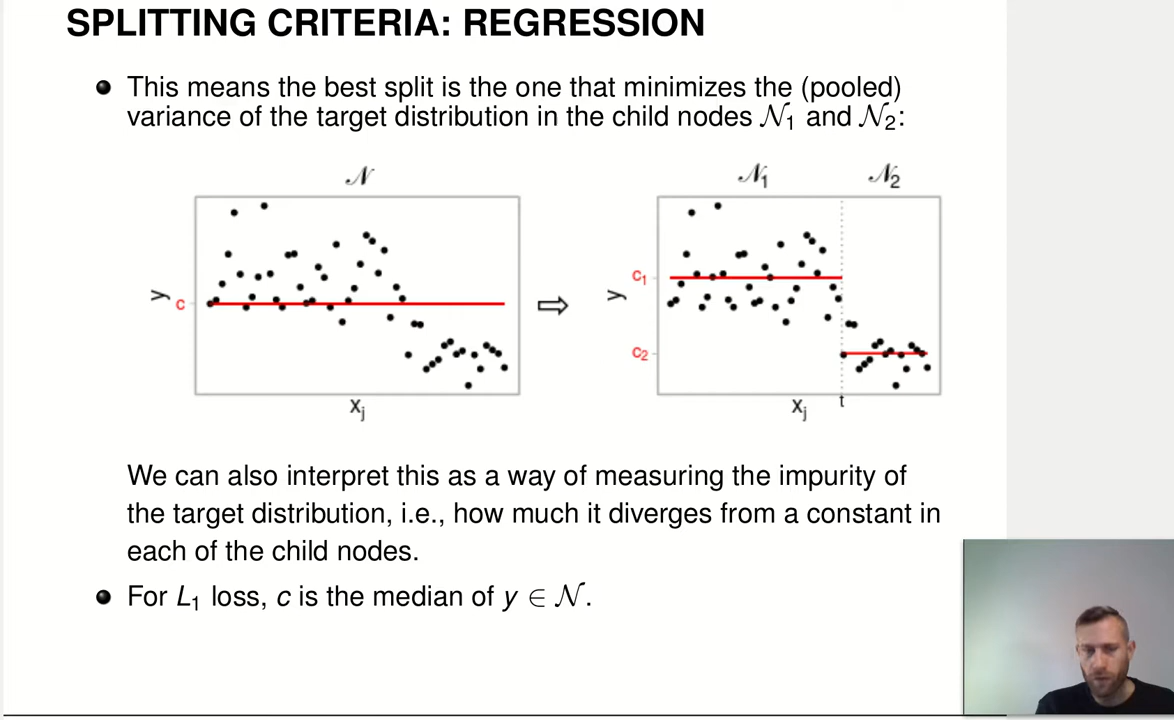 SPLITTING CRITERIA: REGRESSION
This means the best split is the one that minimizes the (pooled)
variance of the target distribution in the child nodes 𝒩₁ and 𝒩₂:
𝒩
y
c
xⱼ
⇨
𝒩₁ 𝒩₂
y
c₁
c₂
xⱼ t
We can also interpret this as a way of measuring the impurity of
the target distribution, i.e., how much it diverges from a constant in
each of the child nodes.
For L₁ loss, c is the median of y ∈ 𝒩.